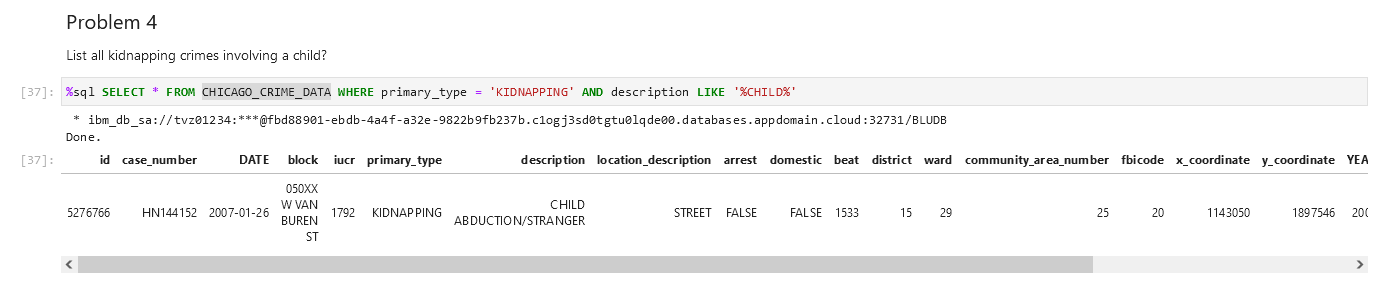 Problem 4
List all kidnapping crimes involving a child?
[37]: %sql SELECT * FROM CHICAGO_CRIME_DATA WHERE primary_type = 'KIDNAPPING' AND description LIKE '%CHILD%'
* ibm_db_sa://tvz01234:***@fbd88901-ebdb-4a4f-a32e-9822b9fb237b.c1ogj3sd0tgtu0lqde00.databases.appdomain.cloud:32731/BLUDB
Done.
[37]: id case_number DATE block iucr primary_type description location_description arrest domestic beat district ward community_area_number fbicode x_coordinate y_coordinate YEA
5276766 HN144152 2007-01-26 050XX W VAN BUREN ST 1792 KIDNAPPING CHILD ABDUCTION/STRANGER STREET FALSE FALSE 1533 15 29 25 20 1143050 1897546 200